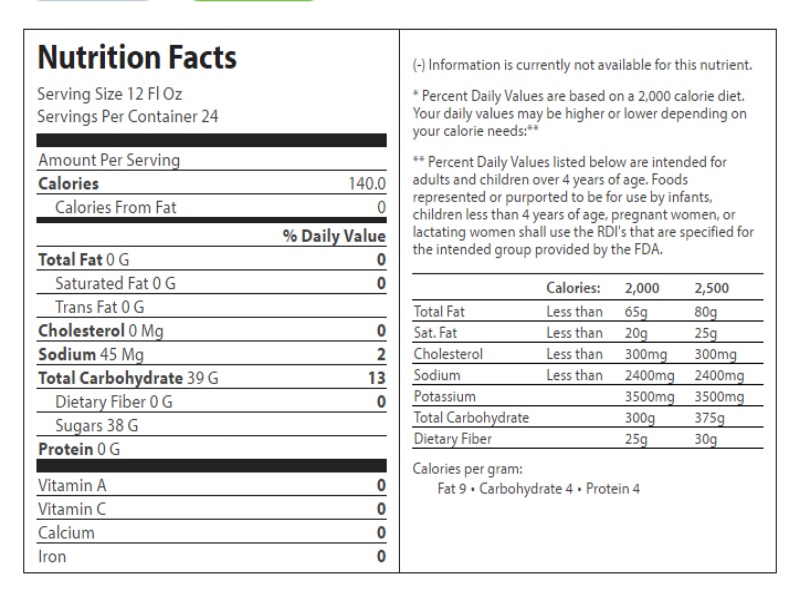 Nutrition Facts
Serving Size 12 Fl Oz
Servings Per Container 24
Amount Per Serving
Calories 140.0
Calories From Fat 0
% Daily Value
Total Fat 0 G 0
Saturated Fat 0 G 0
Trans Fat 0 G
Cholesterol 0 Mg 0
Sodium 45 Mg 2
Total Carbohydrate 39 G 13
Dietary Fiber 0 G 0
Sugars 38 G
Protein 0 G
Vitamin A 0
Vitamin C 0
Calcium 0
Iron 0
(-) Information is currently not available for this nutrient.
* Percent Daily Values are based on a 2,000 calorie diet.
Your daily values may be higher or lower depending on
your calorie needs:**
** Percent Daily Values listed below are intended for
adults and children over 4 years of age. Foods
represented or purported to be for use by infants,
children less than 4 years of age, pregnant women, or
lactating women shall use the RDI's that are specified for
the intended group provided by the FDA.
Calories: 2,000 2,500
Total Fat Less than 65g 80g
Sat. Fat Less than 20g 25g
Cholesterol Less than 300mg 300mg
Sodium Less than 2400mg 2400mg
Potassium 3500mg 3500mg
Total Carbohydrate 300g 375g
Dietary Fiber 25g 30g
Calories per gram:
Fat 9 • Carbohydrate 4 • Protein 4